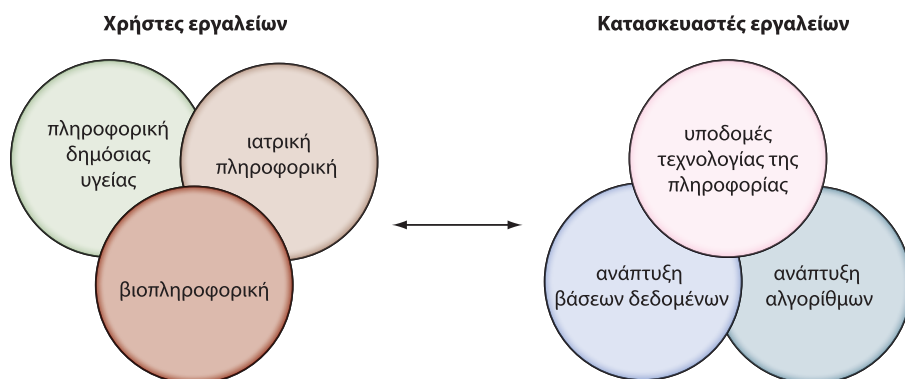 Χρήστες εργαλείων
πληροφορική
δημόσιας
υγείας
ιατρική
πληροφορική
βιοπληροφορική
Κατασκευαστές εργαλείων
υποδομές
τεχνολογίας της
πληροφορίας
ανάπτυξη
βάσεων δεδομένων
ανάπτυξη
αλγορίθμων